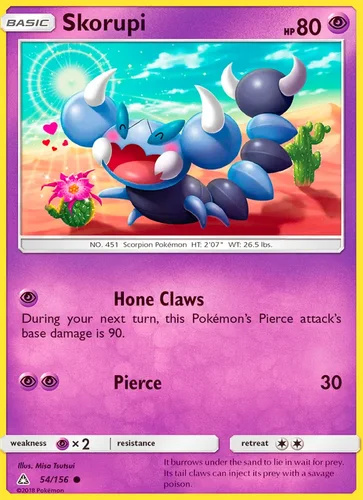 BASIC Skorupi HP 80
NO. 451 Scorpion Pokémon HT: 2'07" WT: 26.5 lbs.
Hone Claws
During your next turn, this Pokémon's Pierce attack's
base damage is 90.
Pierce 30
weakness × 2 resistance retreat
Illus. Misa Tsutsui
54/156
©2018 Pokémon
It burrows under the sand to lie in wait for prey.
Its tail claws can inject its prey with a savage
poison.